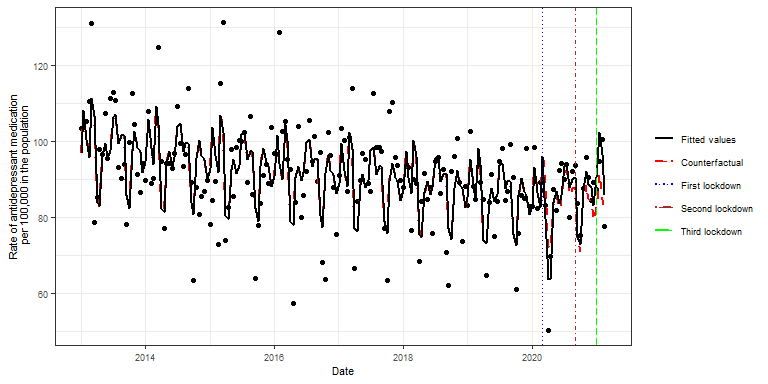 Rate of antidepressant medication
per 100,000 in the population
120
100
80
60
2014
2016
2018
2020
Date
Fitted values
Counterfactual
First lockdown
Second lockdown
Third lockdown